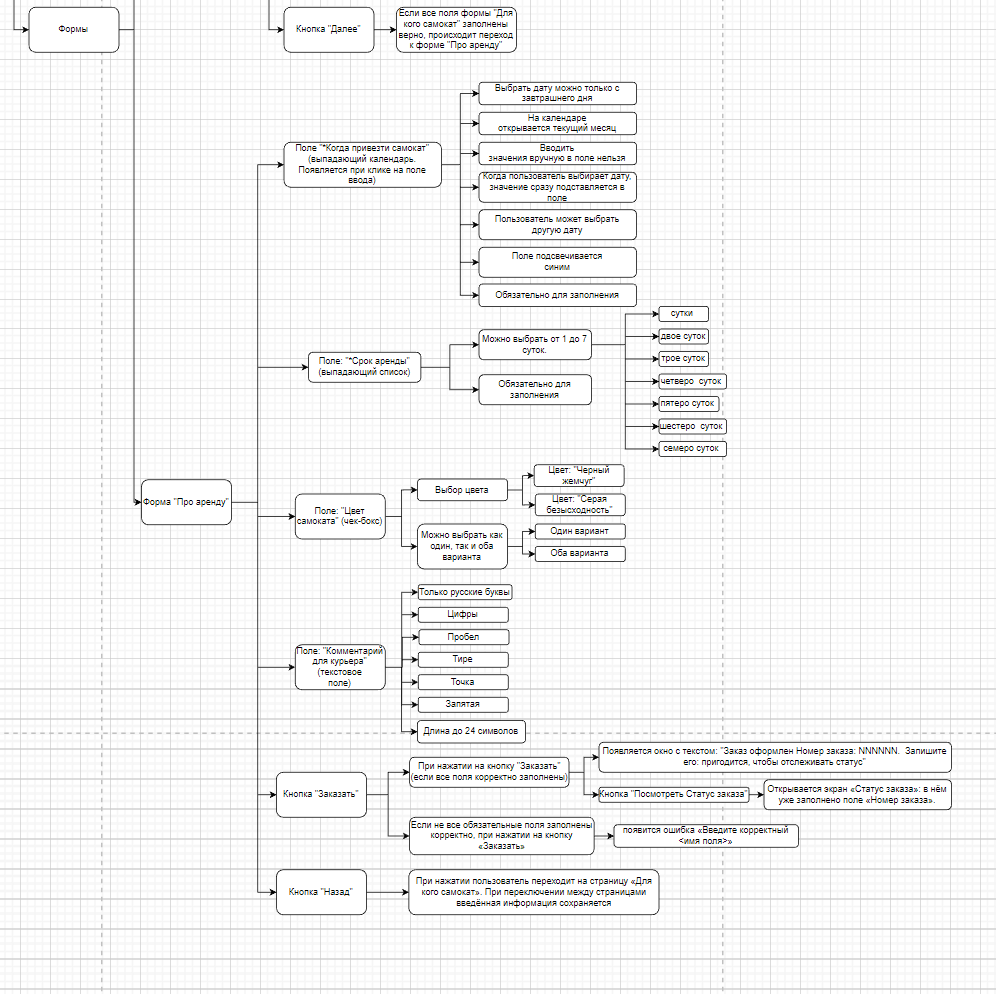 Формы
Кнопка "Далее"
Если все поля формы "Для
кого самокат" заполнены
верно, происходит переход
к форме "Про аренду"
Поле "*Когда привезти самокат"
(выпадающий календарь.
Появляется при клике на поле
ввода)
Выбрать дату можно только с
завтрашнего дня
На календаре
открывается текущий месяц
Вводить
значения вручную в поле нельзя
Когда пользователь выбирает дату,
значение сразу подставляется в
поле
Пользователь может выбрать
другую дату
Поле подсвечивается
синим
Обязательно для заполнения
Поле: "*Срок аренды"
(выпадающий список)
Можно выбрать от 1 до 7
суток.
Обязательно для
заполнения
сутки
двое суток
трое суток
четверо суток
пятеро суток
шестеро суток
семеро суток
Форма "Про аренду"
Поле: "Цвет
самоката" (чек-бокс)
Выбор цвета
Цвет: "Черный
жемчуг"
Цвет: "Серая
безысходность"
Можно выбрать как
один, так и оба
варианта
Один вариант
Оба варианта
Поле: "Комментарий
для курьера"
(текстовое
поле)
Только русские буквы
Цифры
Пробел
Тире
Точка
Запятая
Длина до 24 символов
Кнопка "Заказать"
При нажатии на кнопку "Заказать"
(если все поля корректно заполнены)
Появляется окно с текстом: "Заказ оформлен Номер заказа: NNNNNN. Запишите
его: пригодится, чтобы отслеживать статус"
Кнопка "Посмотреть Статус заказа"
Открывается экран «Статус заказа»: в нём
уже заполнено поле «Номер заказа».
Если не все обязательные поля заполнены
корректно, при нажатии на кнопку
«Заказать»
появится ошибка «Введите корректный
<имя поля>»
Кнопка "Назад"
При нажатии пользователь переходит на страницу «Для
кого самокат». При переключении между страницами
введённая информация сохраняется